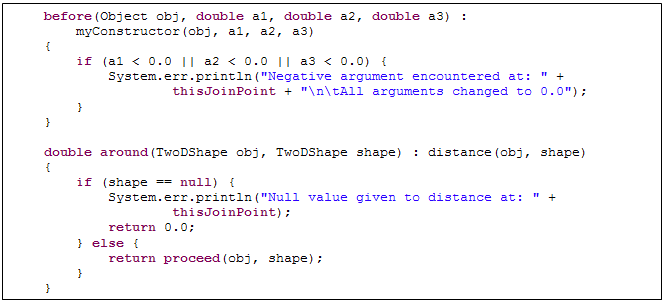 before(Object obj, double a1, double a2, double a3) :
    myConstructor(obj, a1, a2, a3)
{
    if (a1 < 0.0 || a2 < 0.0 || a3 < 0.0) {
        System.err.println("Negative argument encountered at: " +
                thisJoinPoint + "\n\tAll arguments changed to 0.0");
    }
}

double around(TwoDShape obj, TwoDShape shape) : distance(obj, shape)
{
    if (shape == null) {
        System.err.println("Null value given to distance at: " +
                thisJoinPoint);
        return 0.0;
    } else {
        return proceed(obj, shape);
    }
}